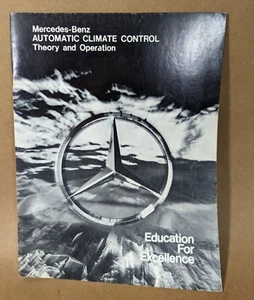 Mercedes-Benz
AUTOMATIC CLIMATE CONTROL
Theory and Operation
Education
For
Excellence